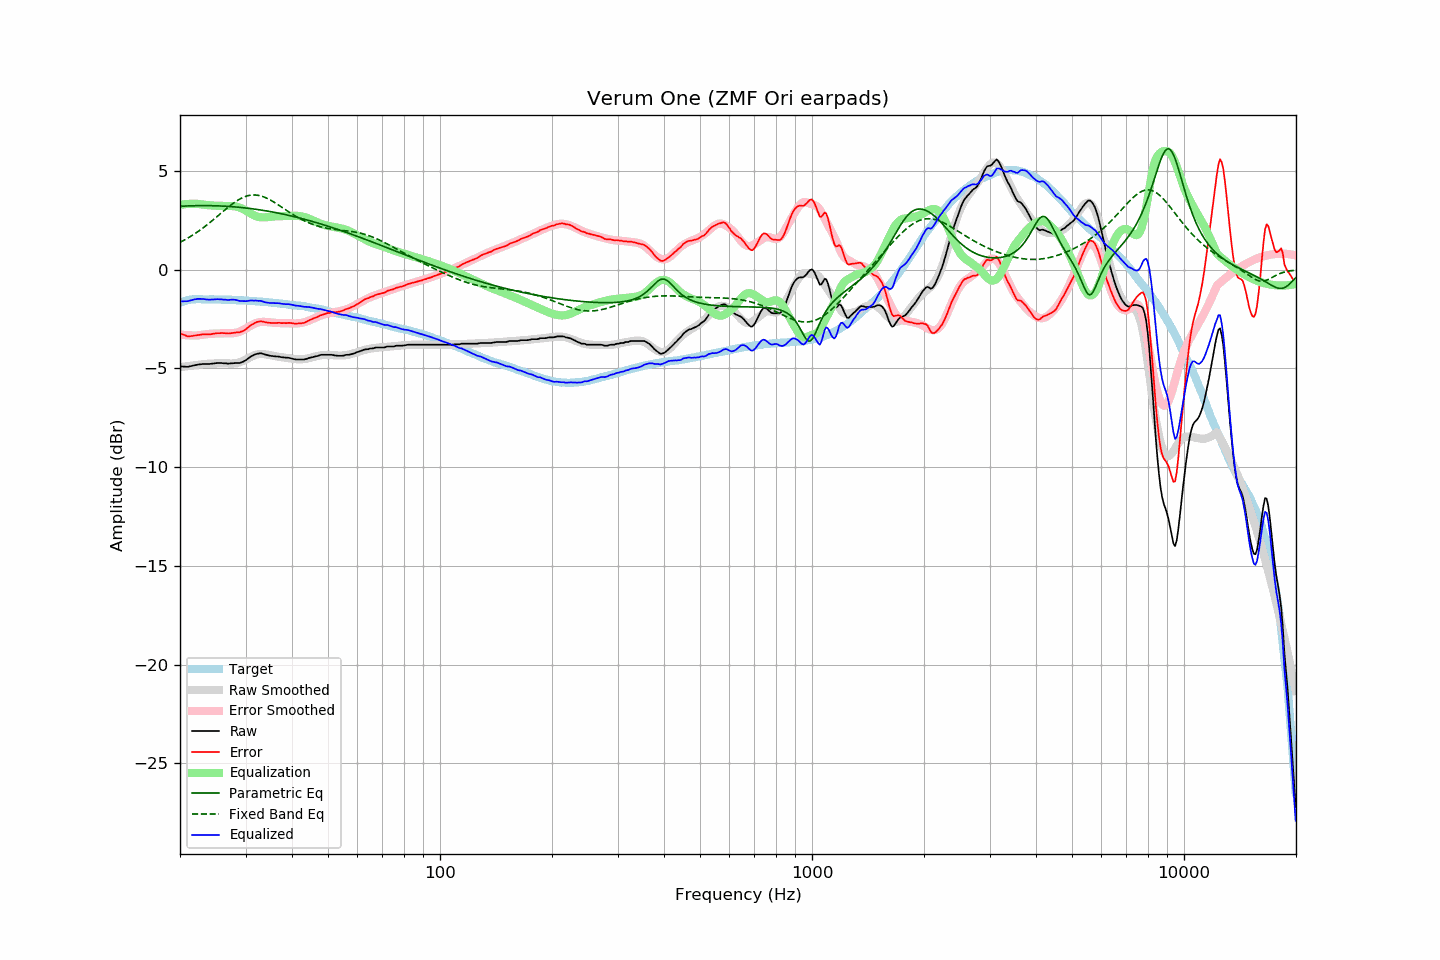 Verum One (ZMF Ori earpads)
5
0
−5
−10
−15
−20
−25
Amplitude (dBr)
Target
Raw Smoothed
Error Smoothed
Raw
Error
Equalization
Parametric Eq
Fixed Band Eq
Equalized
100
1000
10000
Frequency (Hz)